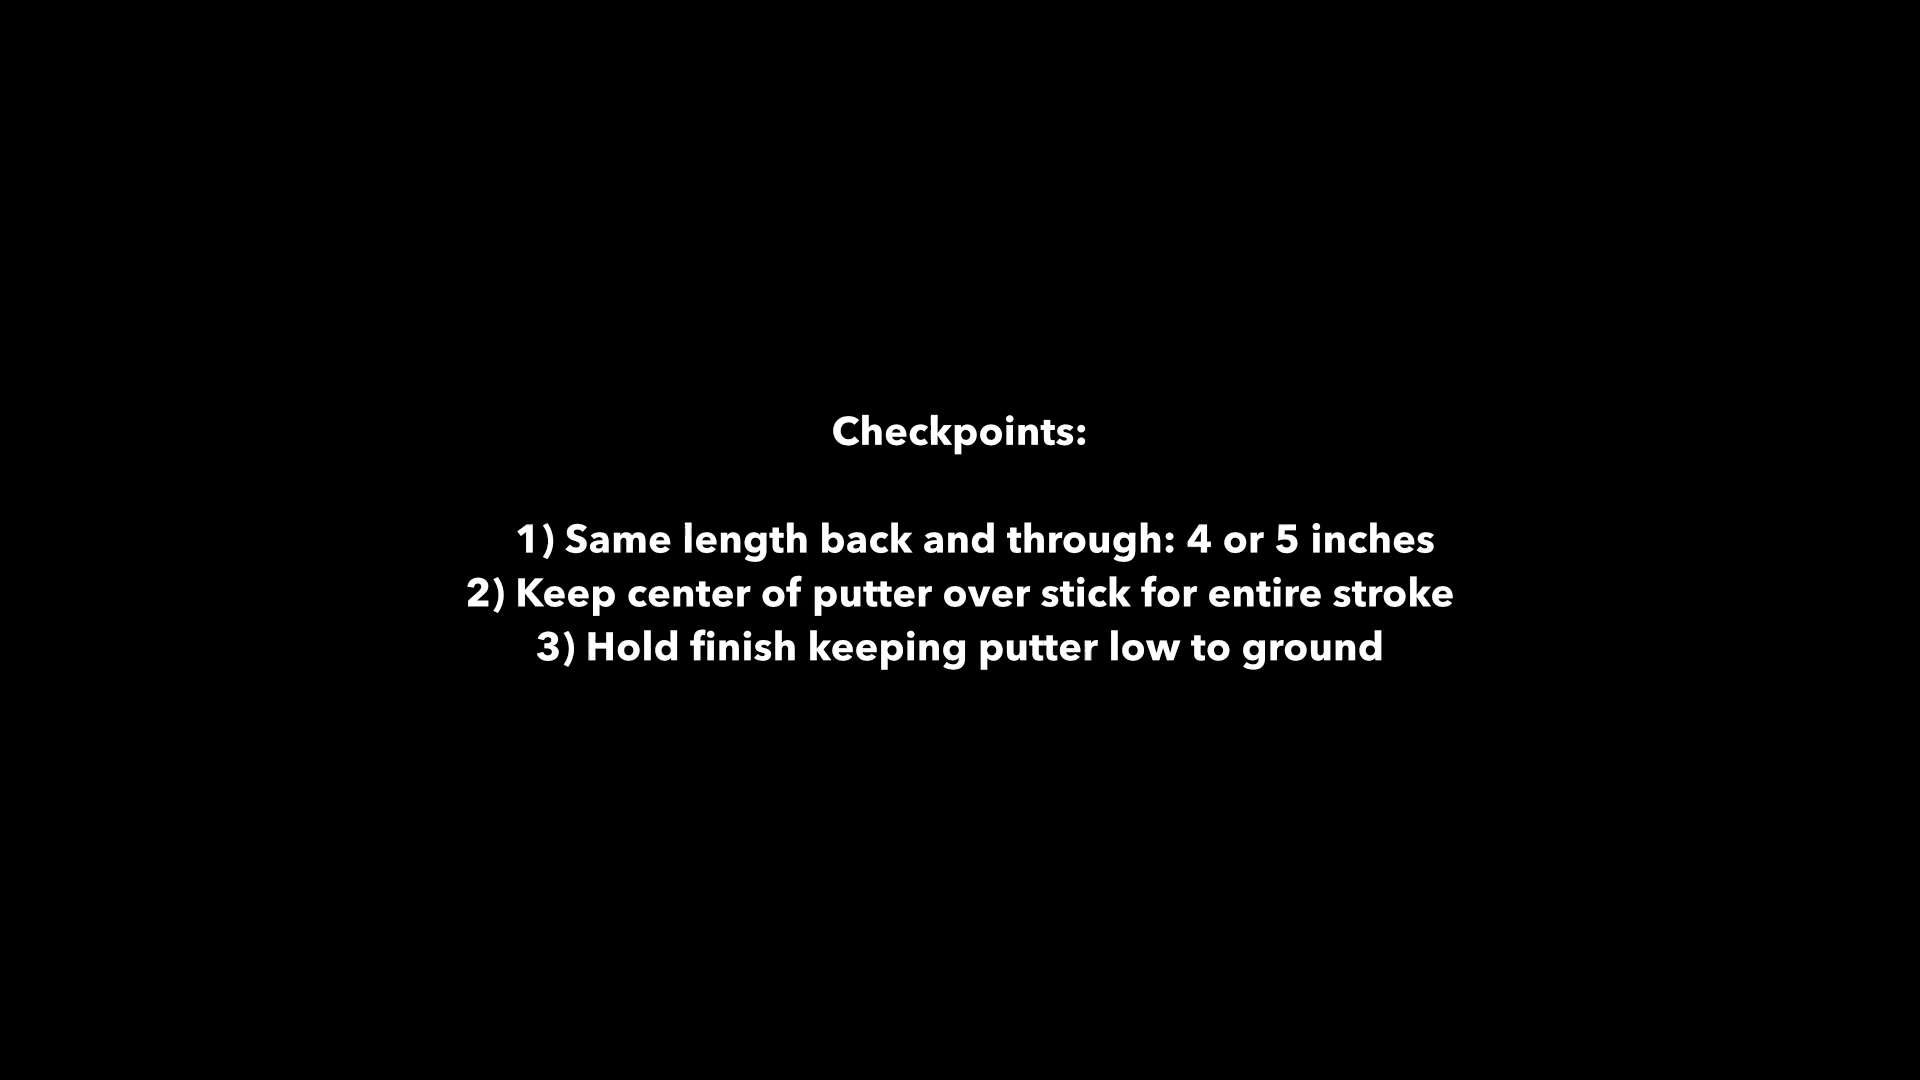 Checkpoints:
1) Same length back and through: 4 or 5 inches
2) Keep center of putter over stick for entire stroke
3) Hold finish keeping putter low to ground